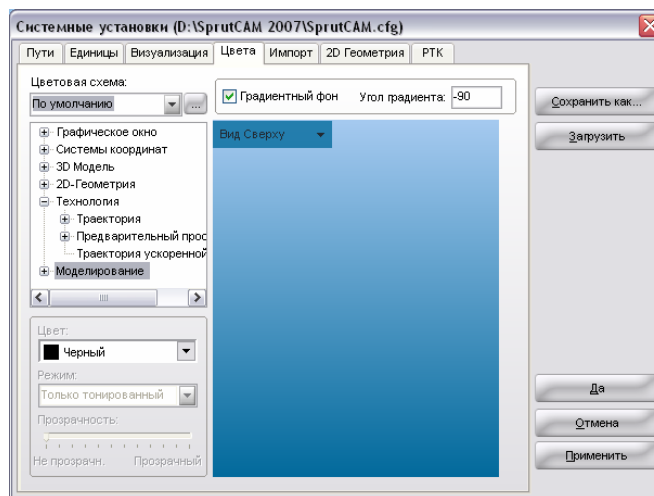 Системные установки (D:\SprutCAM 2007\SprutCAM.cfg)
Пути Единицы Визуализация Цвета Импорт 2D Геометрия РТК
Цветовая схема:
По умолчанию ...
Градиентный фон Угол градиента: -90
Сохранить как...
Загрузить
Вид Сверху
Графическое окно
Системы координат
3D Модель
2D-Геометрия
Технология
Траектория
Предварительный прос
Траектория ускоренной
Моделирование
Цвет:
Черный
Режим:
Только тонированный
Прозрачность:
Не прозрачн. Прозрачный
Да
Отмена
Применить